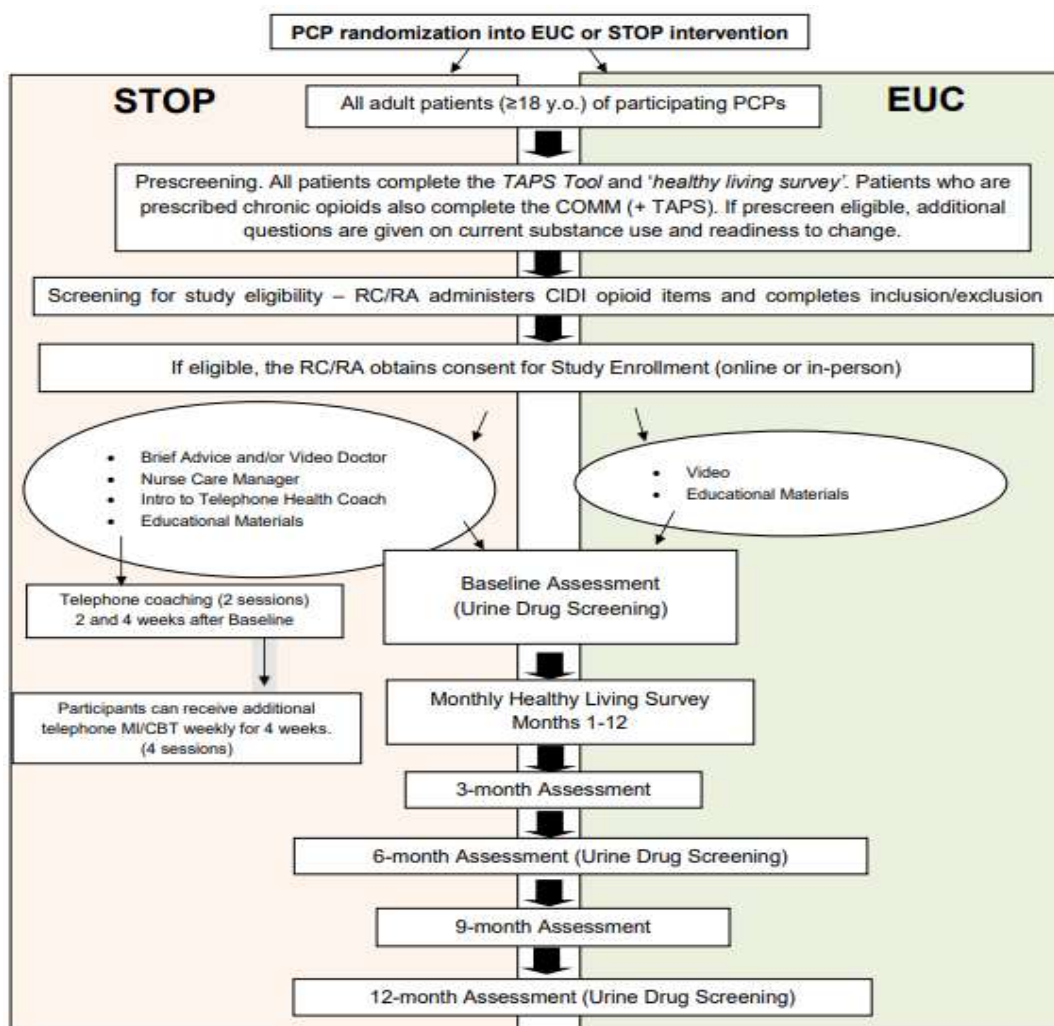 PCP randomization into EUC or STOP intervention
STOP
EUC
All adult patients (≥18 y.o.) of participating PCPs
Prescreening. All patients complete the TAPS Tool and ‘healthy living survey’. Patients who are
prescribed chronic opioids also complete the COMM (+ TAPS). If prescreen eligible, additional
questions are given on current substance use and readiness to change.
Screening for study eligibility – RC/RA administers CIDI opioid items and completes inclusion/exclusion
If eligible, the RC/RA obtains consent for Study Enrollment (online or in-person)
• Brief Advice and/or Video Doctor
• Nurse Care Manager
• Intro to Telephone Health Coach
• Educational Materials
• Video
• Educational Materials
Baseline Assessment
(Urine Drug Screening)
Telephone coaching (2 sessions)
2 and 4 weeks after Baseline
Participants can receive additional
telephone MI/CBT weekly for 4 weeks.
(4 sessions)
Monthly Healthy Living Survey
Months 1-12
3-month Assessment
6-month Assessment (Urine Drug Screening)
9-month Assessment
12-month Assessment (Urine Drug Screening)